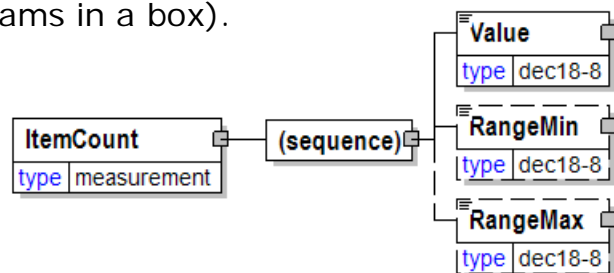 ams in a box).
Value
type dec18-8
ItemCount
type measurement
(sequence)
RangeMin
type dec18-8
RangeMax
type dec18-8